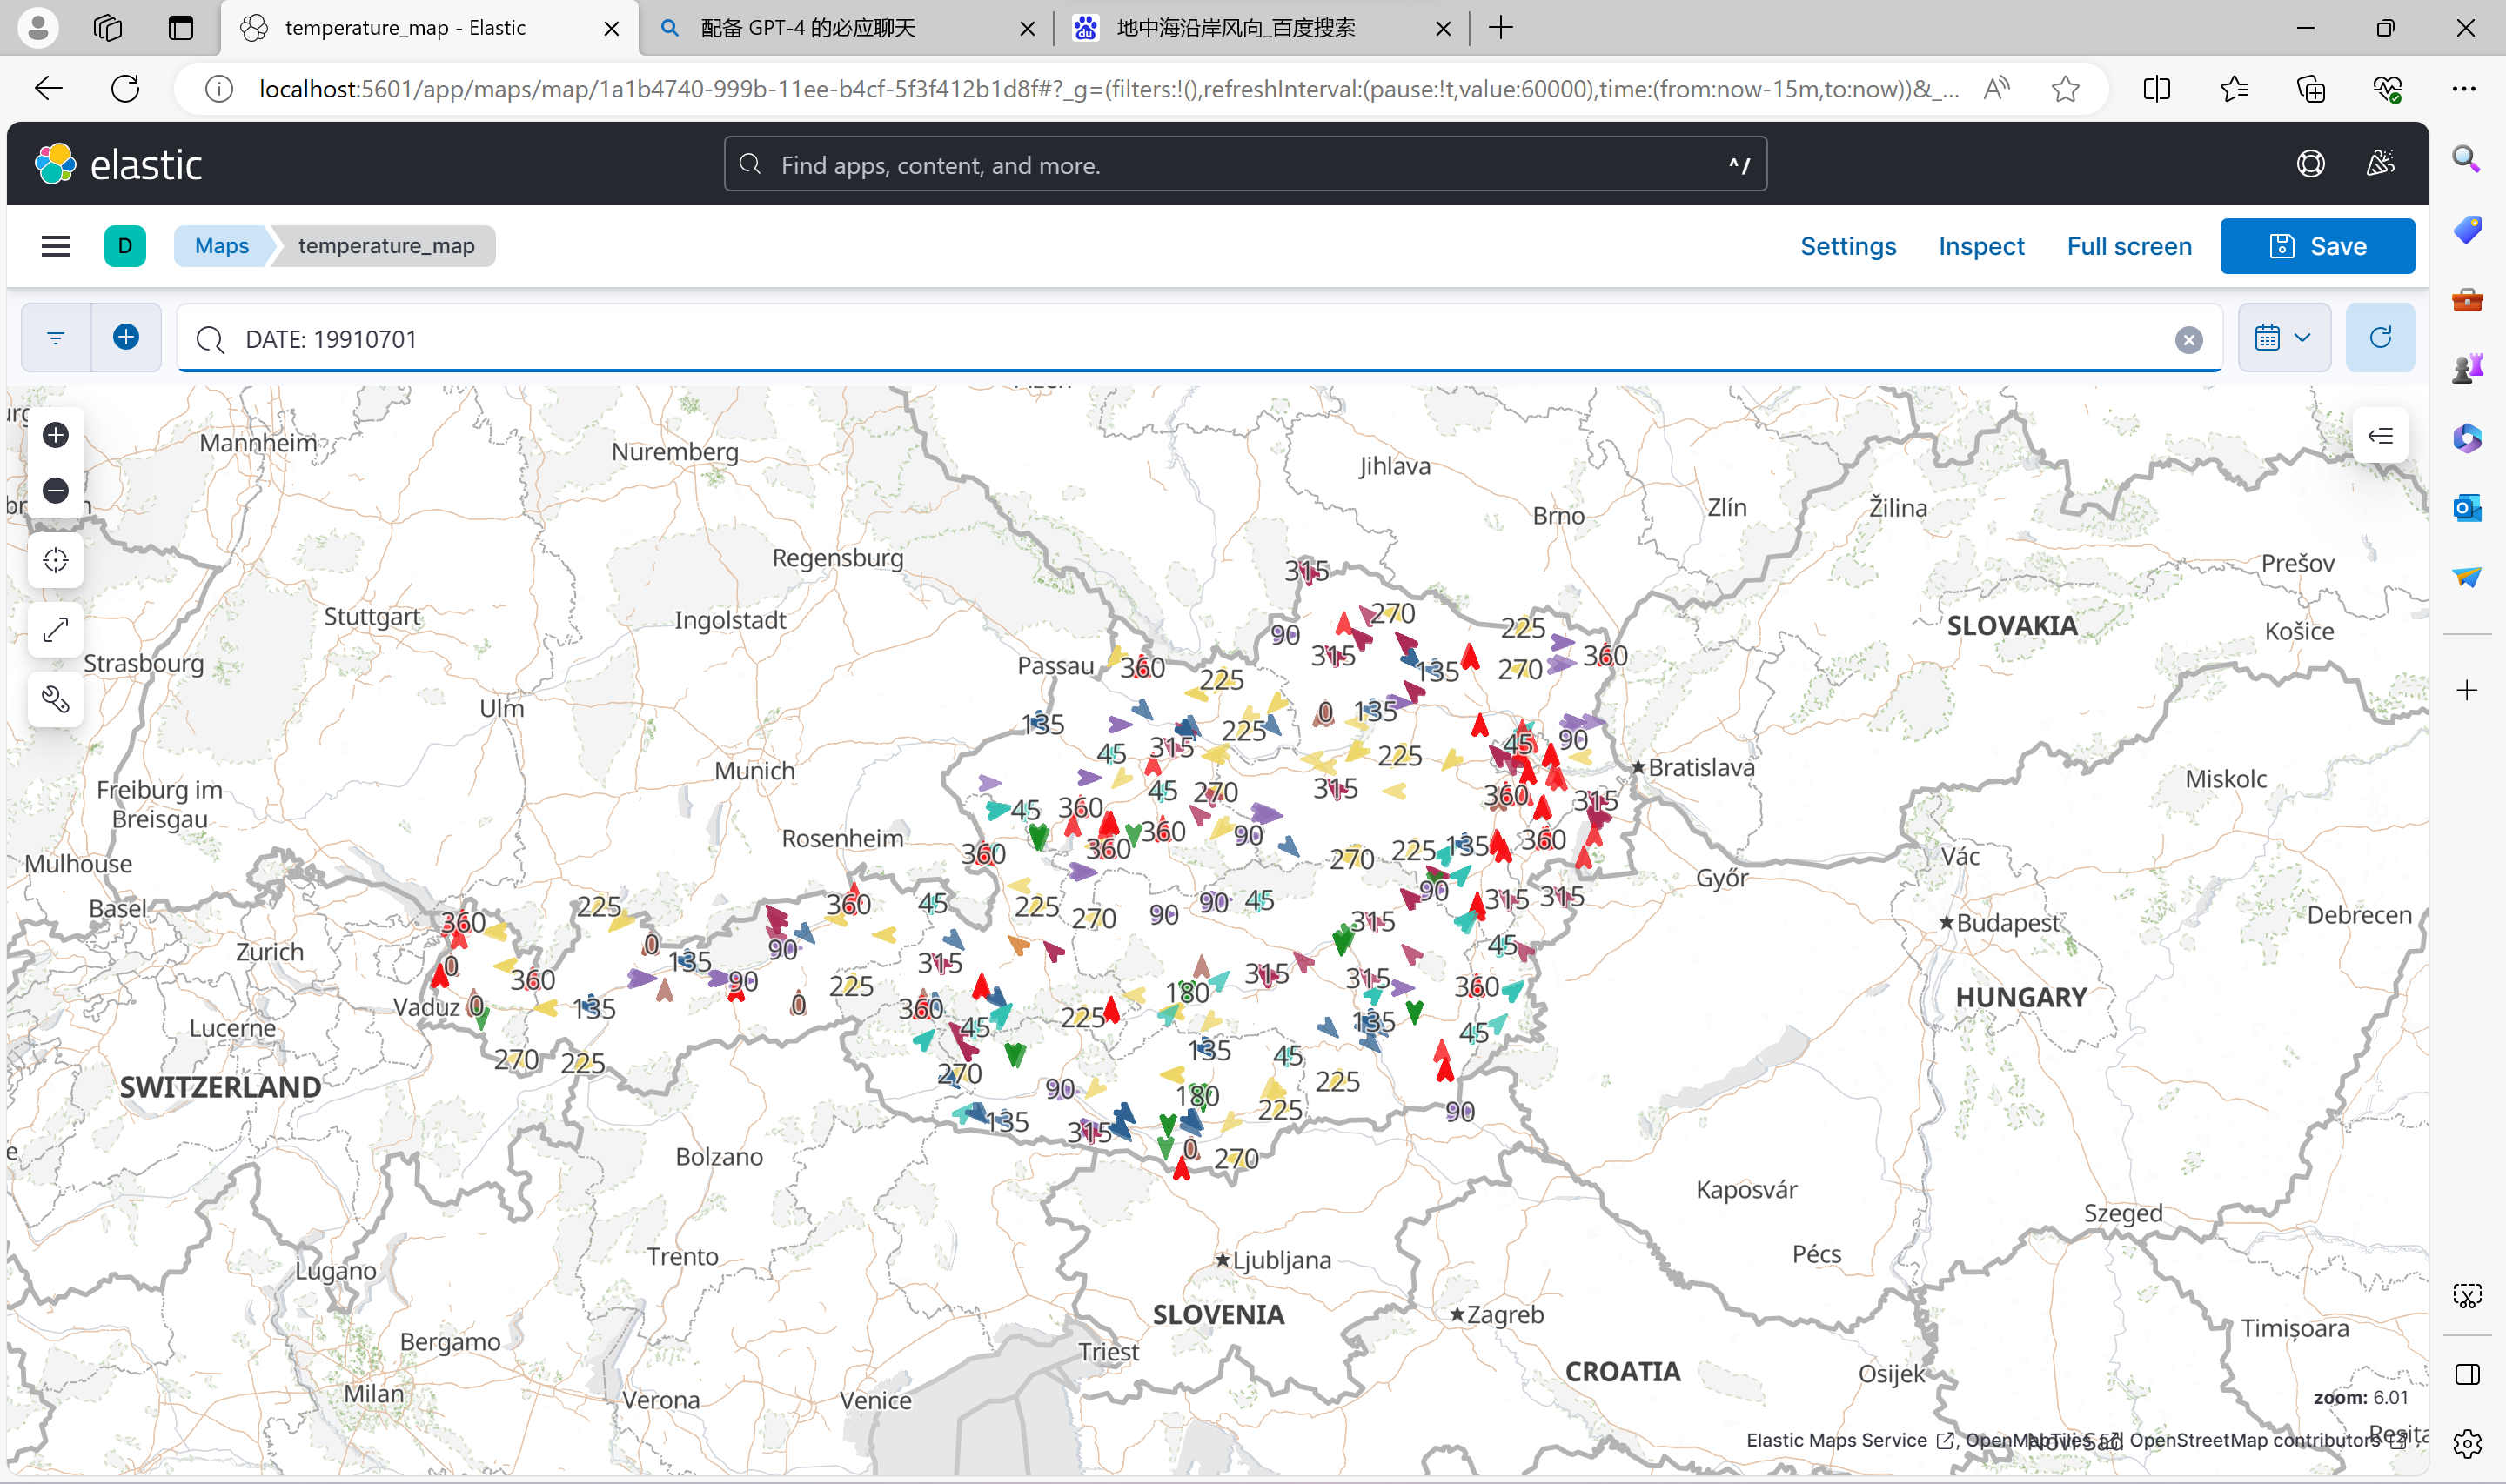 temperature_map - Elastic
配备 GPT-4 的必应聊天
地中海沿岸风向_百度搜索
localhost:5601/app/maps/map/1a1b4740-999b-11ee-b4cf-5f3f412b1d8f#?_g=(filters:!(),refreshInterval:(pause:!t,value:60000),time:(from:now-15m,to:now))&_...
elastic
Find apps, content, and more.
^/
D
Maps
temperature_map
Settings
Inspect
Full screen
Save
DATE: 19910701
Mannheim
Nuremberg
Jihlava
Brno
Zlín
Žilina
Regensburg
Prešov
315
Stuttgart
Ingolstadt
270
90
225
SLOVAKIA
Košice
Strasbourg
Passau
360
225
315
135
270
360
Ulm
135
0
135
225
45
315
225
45
90
Munich
Bratislava
Miskolc
Freiburg im
Breisgau
45
270
315
360
315
45
360
Rosenheim
360
90
360
360
225
135
360
270
Mulhouse
Vác
Győr
Basel
225
360
45
225
270
90
90
45
90
315
315
Debrecen
360
315
Budapest
Zurich
0
90
45
0
135
315
315
315
360
90
225
180
360
HUNGARY
Vaduz
0
135
0
360
225
135
45
45
Lucerne
270
225
135
45
SWITZERLAND
270
90
180
225
225
90
135
315
0
270
Bolzano
Kaposvár
Szeged
Trento
Ljubljana
Pécs
Lugano
SLOVENIA
Zagreb
Timișoara
Bergamo
Triest
CROATIA
Osijek
Milan
Verona
Venice
zoom: 6.01
Elastic Maps Service , OpenMapTiles , OpenStreetMap contributors ,
Novi Sad